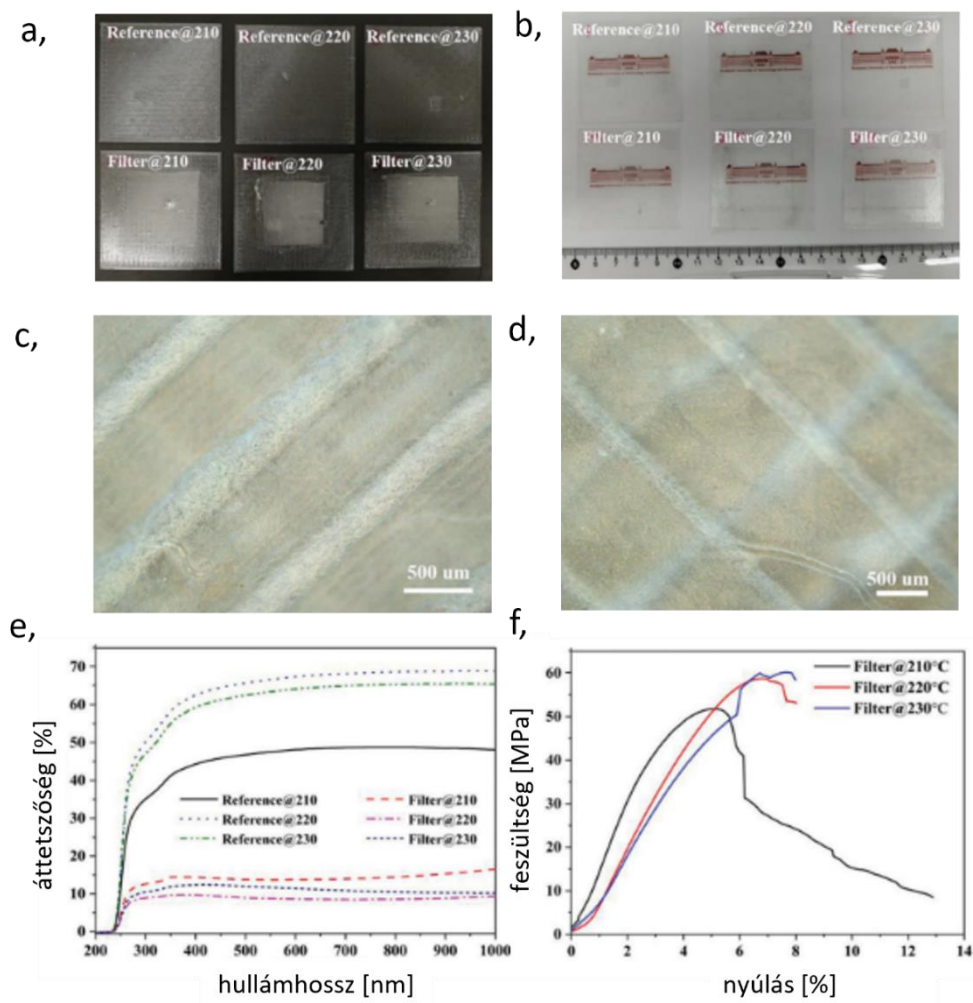 a,
b,
Reference@210 Reference@220 Reference@230
Filter@210 Filter@220 Filter@230
Reference@210 Reference@220 Reference@230
Filter@210 Filter@220 Filter@230
c,
d,
500 um
500 um
e,
f,
áttetszőség [%]
70
60
50
40
30
20
10
0
Reference@210 Filter@210
Reference@220 Filter@220
Reference@230 Filter@230
200 300 400 500 600 700 800 900 1000
hullámhossz [nm]
feszültség [MPa]
60
50
40
30
20
10
0
Filter@210°C
Filter@220°C
Filter@230°C
0 2 4 6 8 10 12 14
nyúlás [%]